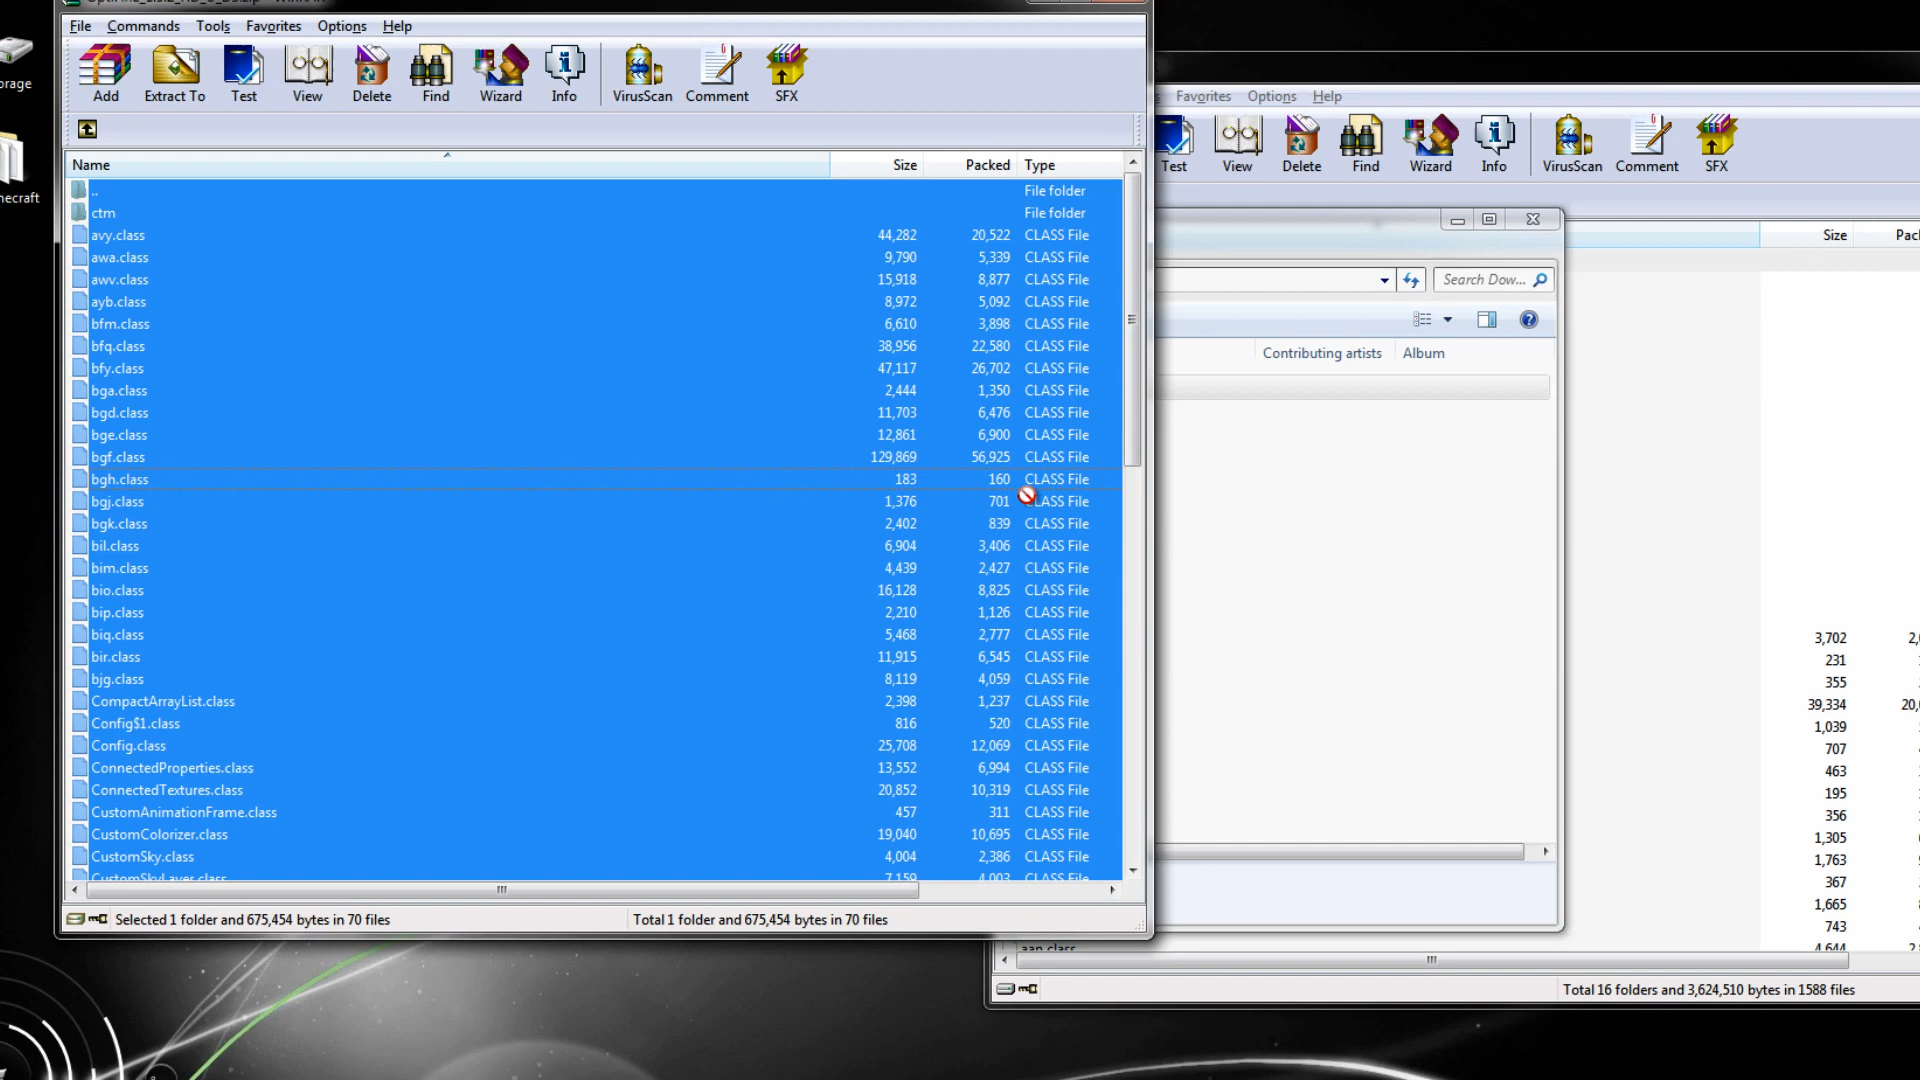 File Commands Tools Favorites Options Help
Add Extract To Test View Delete Find Wizard Info VirusScan Comment SFX
Name Size Packed Type
.. File folder
ctm File folder
avy.class 44,282 20,522 CLASS File
awa.class 9,790 5,339 CLASS File
awv.class 15,918 8,877 CLASS File
ayb.class 8,972 5,092 CLASS File
bfm.class 6,610 3,898 CLASS File
bfq.class 38,956 22,580 CLASS File
bfy.class 47,117 26,702 CLASS File
bga.class 2,444 1,350 CLASS File
bgd.class 11,703 6,476 CLASS File
bge.class 12,861 6,900 CLASS File
bgf.class 129,869 56,925 CLASS File
bgh.class 183 160 CLASS File
bgj.class 1,376 701 CLASS File
bgk.class 2,402 839 CLASS File
bil.class 6,904 3,406 CLASS File
bim.class 4,439 2,427 CLASS File
bio.class 16,128 8,825 CLASS File
bip.class 2,210 1,126 CLASS File
biq.class 5,468 2,777 CLASS File
bir.class 11,915 6,545 CLASS File
bjg.class 8,119 4,059 CLASS File
CompactArrayList.class 2,398 1,237 CLASS File
Config$1.class 816 520 CLASS File
Config.class 25,708 12,069 CLASS File
ConnectedProperties.class 13,552 6,994 CLASS File
ConnectedTextures.class 20,852 10,319 CLASS File
CustomAnimationFrame.class 457 311 CLASS File
CustomColorizer.class 19,040 10,695 CLASS File
CustomSky.class 4,004 2,386 CLASS File
CustomSkyLayer.class 7,159 4,003 CLASS File
Selected 1 folder and 675,454 bytes in 70 files Total 1 folder and 675,454 bytes in 70 files
Favorites Options Help
Test View Delete Find Wizard Info VirusScan Comment SFX
Size Pac
Search Dow...
Contributing artists Album
3,702 2,
231
355
39,334 20,
1,039
707
463
195
356
1,305
1,763
367
1,665
743
aan.class 4,644 2,
Total 16 folders and 3,624,510 bytes in 1588 files
orage
necraft